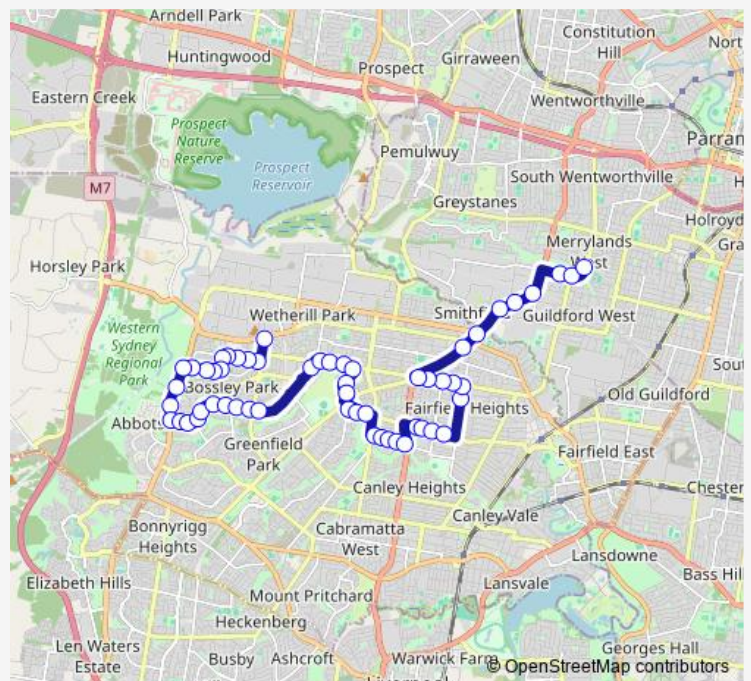 Arndell Park
Constitution
Hill
Nort
Huntingwood
Girraween
Prospect
Eastern Creek
Wentworthville
Prospect
Nature
Reserve
Parram
Pemulwuy
Prospect
Reservoir
South Wentworthville
H
M7
Greystanes
Holroyd
Merrylands
West
Gra
Horsley Park
Wetherill Park
Smithf
Guildford West
Western
Sydney
Regional
Park
Sout
Bossley Park
Old Guildford
Abbots
Fairfie
Heights
Greenfield
Park
Fairfield East
Canley Heights
Chester
Bonnyrigg
Heights
Cabramatta
West
Canley Vale
Lansdowne
Elizabeth Hills
Lansvale
Bass Hil
Mount Pritchard
Heckenberg
Len Waters
Estate
Busby
Ashcroft
Warwick Farm
Georges Hall
Liverpool
© OpenStreetMap contributors